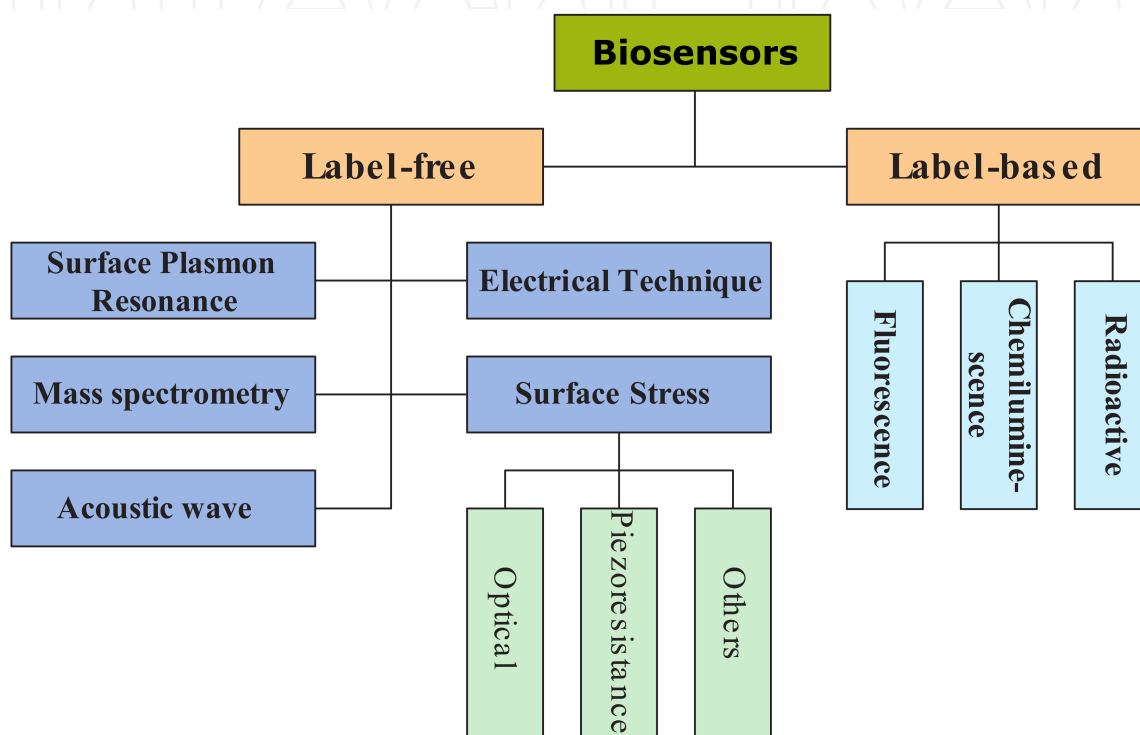 Biosensors
Label-free
Label-based
Surface Plasmon
Resonance
Electrical Technique
Mass spectrometry
Surface Stress
Acoustic wave
Fluorescence
Chemilumine-
scence
Radioactive
Optical
Piezoresistance
Others